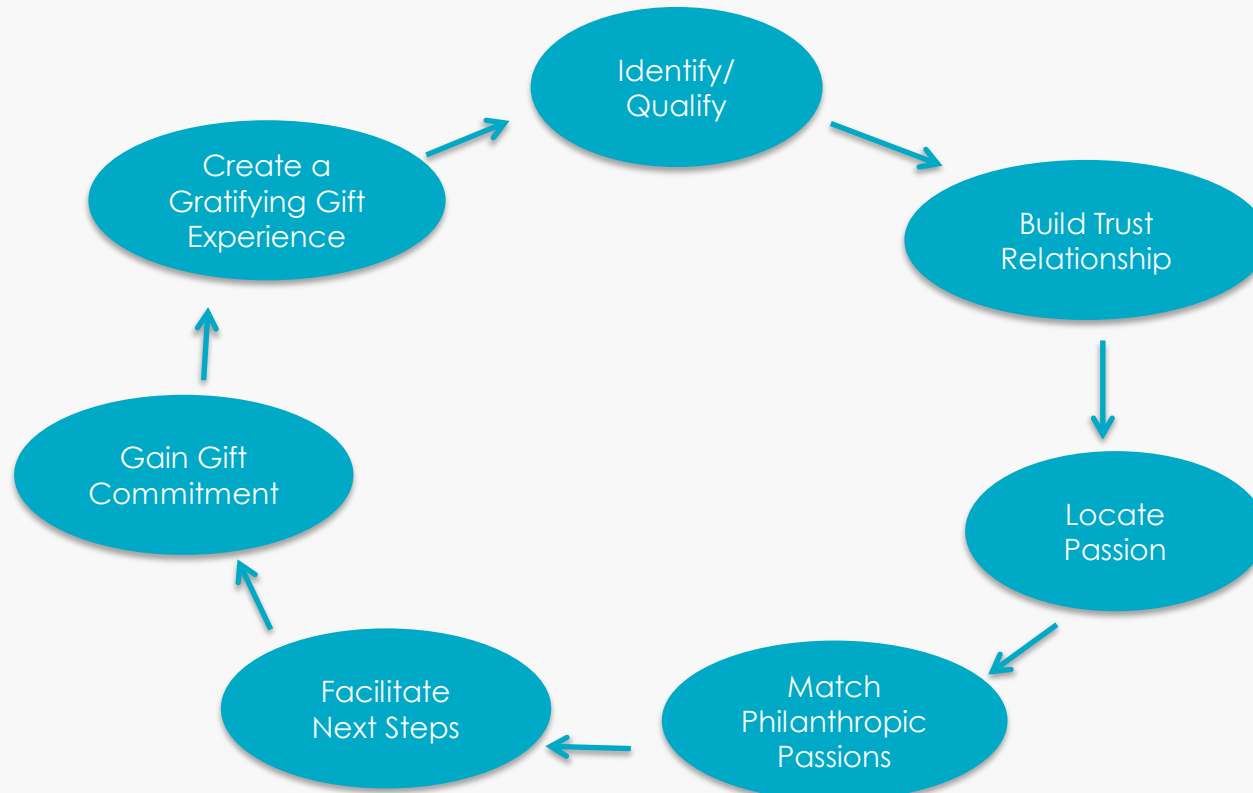 Identify/
Qualify
Build Trust
Relationship
Locate
Passion
Match
Philanthropic
Passions
Facilitate
Next Steps
Gain Gift
Commitment
Create a
Gratifying Gift
Experience